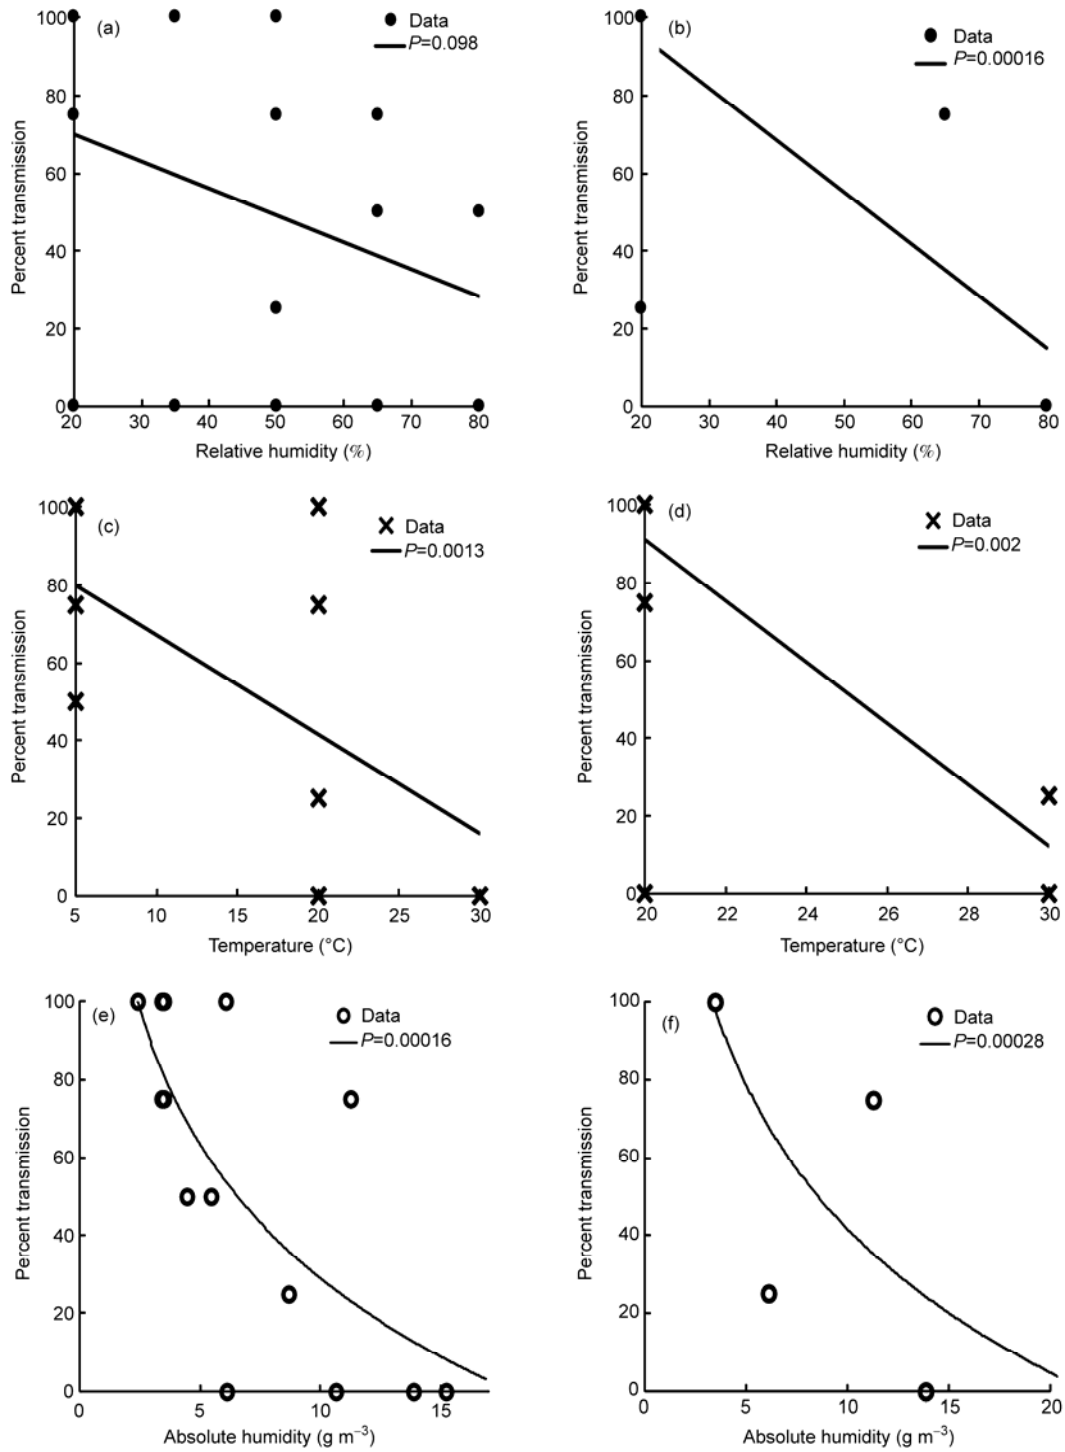 (a)
Data
P=0.098
100
80
60
40
20
0
Percent transmission
20 30 40 50 60 70 80
Relative humidity (%)
(b)
Data
P=0.00016
100
80
60
40
20
0
Percent transmission
20 30 40 50 60 70 80
Relative humidity (%)
(c)
Data
P=0.0013
100
80
60
40
20
0
Percent transmission
5 10 15 20 25 30
Temperature (°C)
(d)
Data
P=0.002
100
80
60
40
20
0
Percent transmission
20 22 24 26 28 30
Temperature (°C)
(e)
Data
P=0.00016
100
80
60
40
20
0
Percent transmission
0 5 10 15
Absolute humidity (g m⁻³)
(f)
Data
P=0.00028
100
80
60
40
20
0
Percent transmission
0 5 10 15 20
Absolute humidity (g m⁻³)